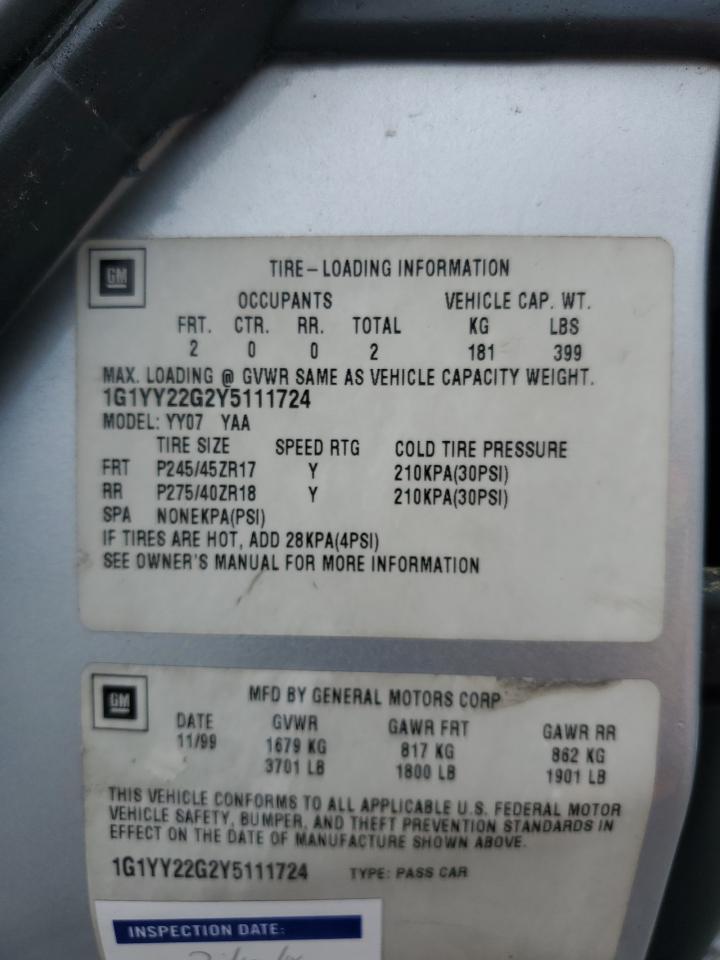 GM
TIRE-LOADING INFORMATION
OCCUPANTS VEHICLE CAP. WT.
FRT. CTR. RR. TOTAL KG LBS
2 0 0 2 181 399
MAX. LOADING @ GVWR SAME AS VEHICLE CAPACITY WEIGHT.
1G1YY22G2Y5111724
MODEL: YY07 YAA
TIRE SIZE SPEED RTG COLD TIRE PRESSURE
FRT P245/45ZR17 Y 210KPA(30PSI)
RR P275/40ZR18 Y 210KPA(30PSI)
SPA NONEKPA(PSI)
IF TIRES ARE HOT, ADD 28KPA(4PSI)
SEE OWNER'S MANUAL FOR MORE INFORMATION
GM
MFD BY GENERAL MOTORS CORP
DATE GVWR GAWR FRT GAWR RR
11/99 1679 KG 817 KG 862 KG
3701 LB 1800 LB 1901 LB
THIS VEHICLE CONFORMS TO ALL APPLICABLE U.S. FEDERAL MOTOR
VEHICLE SAFETY, BUMPER, AND THEFT PREVENTION STANDARDS IN
EFFECT ON THE DATE OF MANUFACTURE SHOWN ABOVE.
1G1YY22G2Y5111724 TYPE: PASS CAR
INSPECTION DATE: